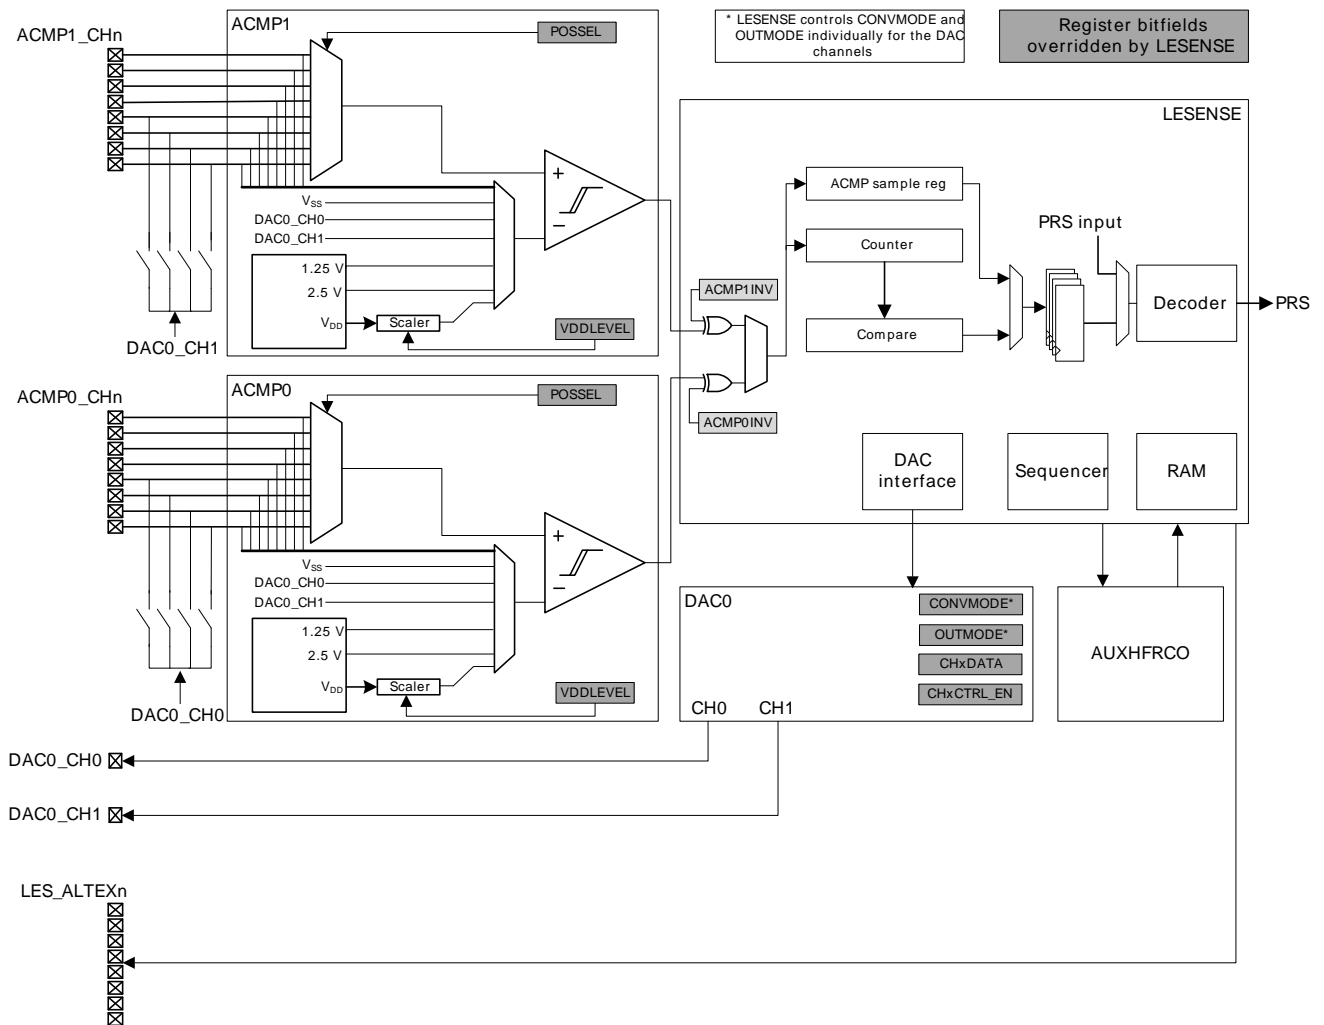 ACMP1_CHn
ACMP1
POSSEL
* LESENSE controls CONVMODE and
OUTMODE individually for the DAC
channels
Register bitfields
overridden by LESENSE
LESENSE
+
−
VSS
DAC0_CH0
DAC0_CH1
1.25 V
2.5 V
VDD
Scaler
VDDLEVEL
DAC0_CH1
ACMP sample reg
Counter
Compare
PRS input
Decoder
PRS
ACMP1INV
ACMP0INV
DAC
interface
Sequencer
RAM
ACMP0_CHn
ACMP0
POSSEL
+
−
VSS
DAC0_CH0
DAC0_CH1
1.25 V
2.5 V
VDD
Scaler
VDDLEVEL
DAC0_CH0
DAC0
CONVMODE*
OUTMODE*
CHxDATA
CHxCTRL_EN
CH0
CH1
AUXHFRCO
DAC0_CH0
DAC0_CH1
LES_ALTEXn